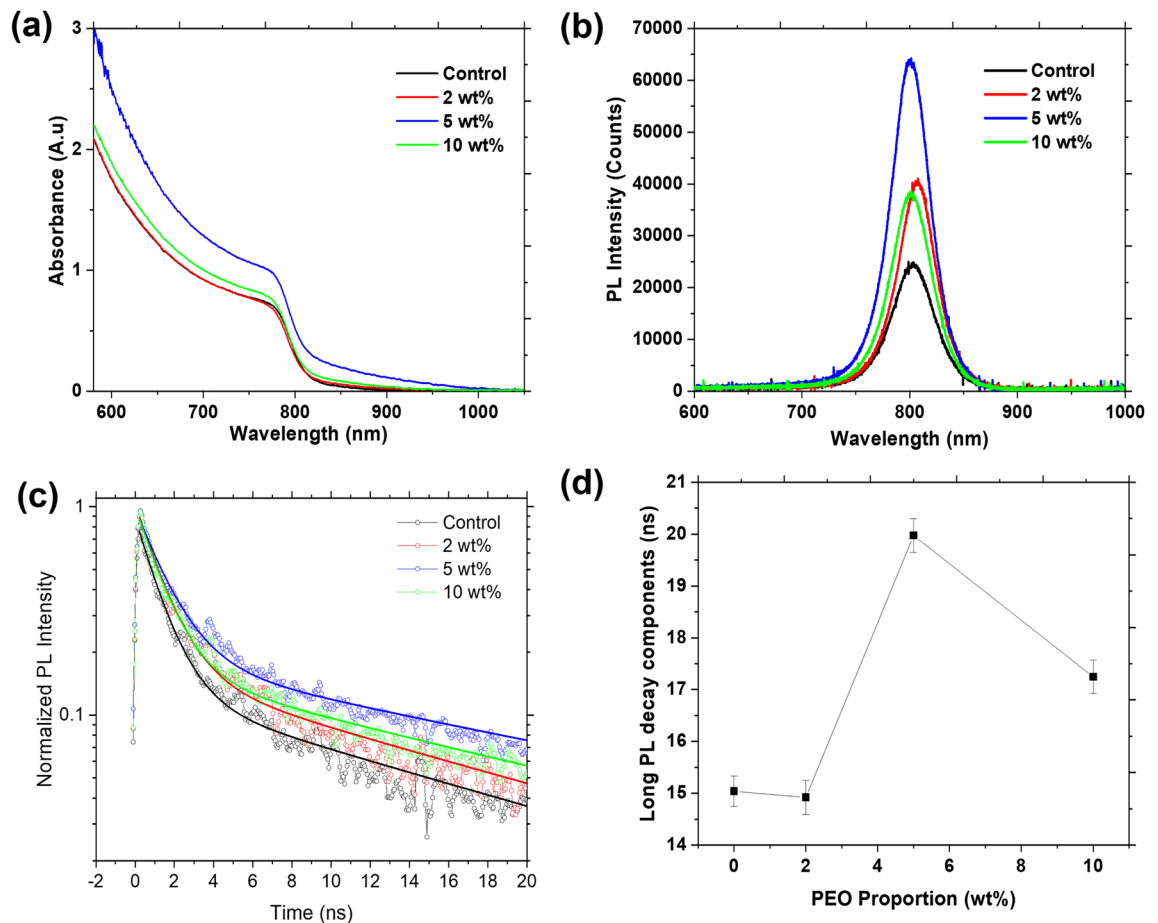 (a)
3
2
1
0
Absorbance (A.u)
600 700 800 900 1000
Wavelength (nm)
Control
2 wt%
5 wt%
10 wt%
(b)
70000
60000
50000
40000
30000
20000
10000
0
PL Intensity (Counts)
600 700 800 900 1000
Wavelength (nm)
Control
2 wt%
5 wt%
10 wt%
(c)
1
0.1
Normalized PL Intensity
-2 0 2 4 6 8 10 12 14 16 18 20
Time (ns)
Control
2 wt%
5 wt%
10 wt%
(d)
21
20
19
18
17
16
15
14
Long PL decay components (ns)
0 2 4 6 8 10
PEO Proportion (wt%)